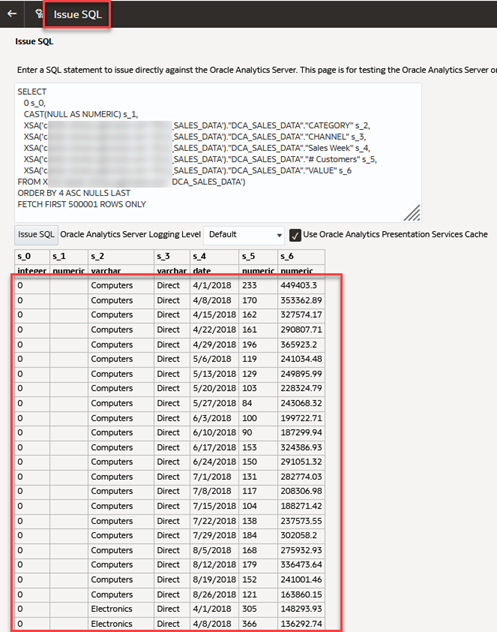 Issue SQL
Issue SQL
Enter a SQL statement to issue directly against the Oracle Analytics Server. This page is for testing the Oracle Analytics Server
SELECT
0 s_0,
CAST(NULL AS NUMERIC) s_1,
XSA('c _SALES_DATA')."DCA_SALES_DATA"."CATEGORY" s_2,
XSA('c _SALES_DATA')."DCA_SALES_DATA"."CHANNEL" s_3,
XSA('c _SALES_DATA')."DCA_SALES_DATA"."Sales Week" s_4,
XSA('c _SALES_DATA')."DCA_SALES_DATA"."# Customers" s_5,
XSA('c _SALES_DATA')."DCA_SALES_DATA"."VALUE" s_6
FROM X DCA_SALES_DATA')
ORDER BY 4 ASC NULLS LAST
FETCH FIRST 500001 ROWS ONLY
Issue SQL Oracle Analytics Server Logging Level Default Use Oracle Analytics Presentation Services Cache
s_0 s_1 s_2 s_3 s_4 s_5 s_6
integer numeric varchar varchar date numeric numeric
0 Computers Direct 4/1/2018 233 449403.3
0 Computers Direct 4/8/2018 170 353362.89
0 Computers Direct 4/15/2018 162 327574.17
0 Computers Direct 4/22/2018 161 290807.71
0 Computers Direct 4/29/2018 196 365923.2
0 Computers Direct 5/6/2018 119 241034.48
0 Computers Direct 5/13/2018 129 249895.99
0 Computers Direct 5/20/2018 103 228324.79
0 Computers Direct 5/27/2018 84 243068.32
0 Computers Direct 6/3/2018 100 199722.71
0 Computers Direct 6/10/2018 90 187299.94
0 Computers Direct 6/17/2018 153 324386.93
0 Computers Direct 6/24/2018 150 291051.32
0 Computers Direct 7/1/2018 131 282774.03
0 Computers Direct 7/8/2018 117 208306.98
0 Computers Direct 7/15/2018 104 188271.42
0 Computers Direct 7/22/2018 138 237573.55
0 Computers Direct 7/29/2018 184 302058.2
0 Computers Direct 8/5/2018 168 275932.93
0 Computers Direct 8/12/2018 179 336473.64
0 Computers Direct 8/19/2018 152 241001.46
0 Computers Direct 8/26/2018 121 163860.15
0 Electronics Direct 4/1/2018 305 148293.93
0 Electronics Direct 4/8/2018 366 136292.74